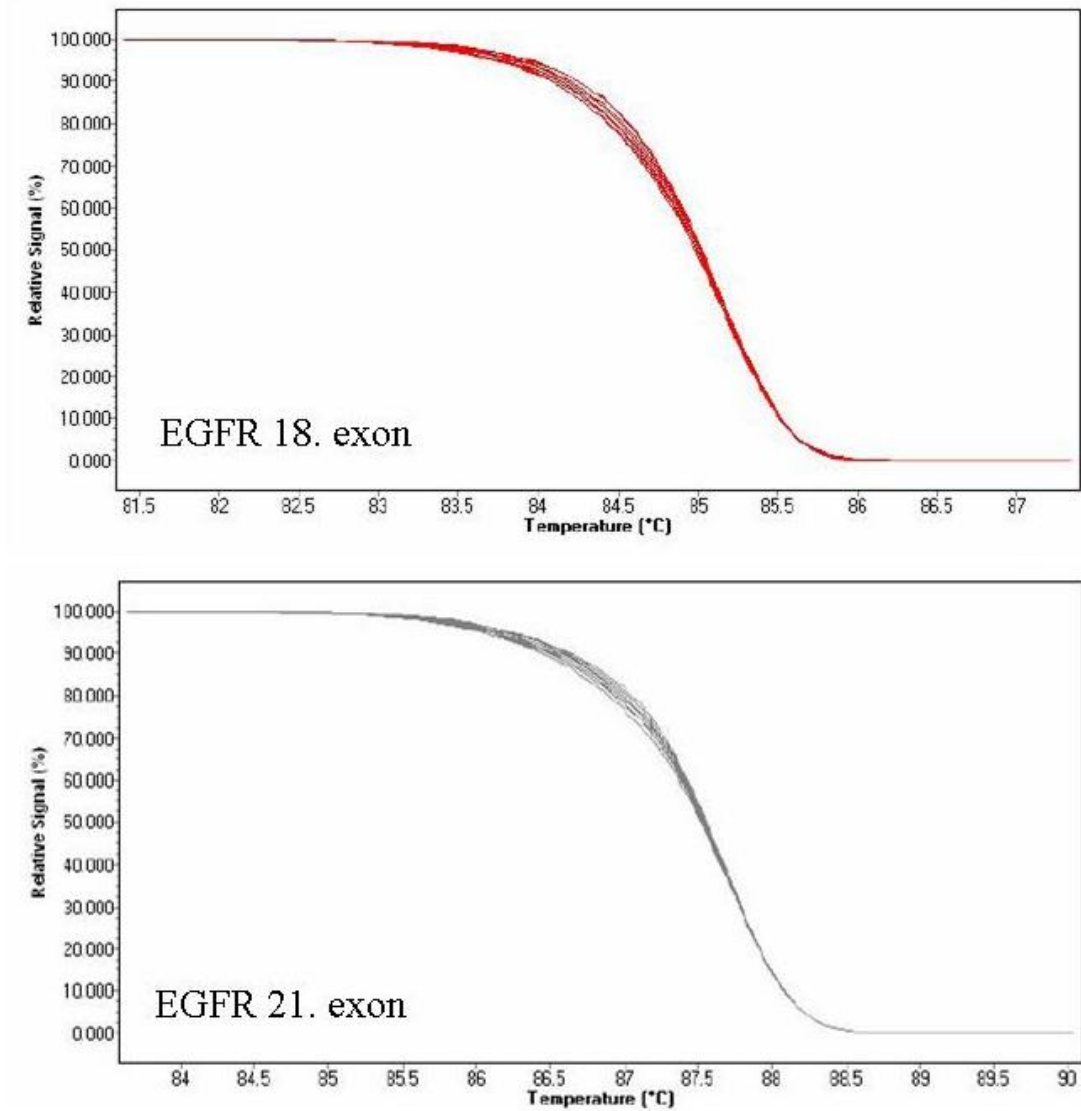 100.000
90.000
80.000
70.000
60.000
50.000
40.000
30.000
20.000
10.000
0.000
Relative Signal (%)
EGFR 18. exon
81.5 82 82.5 83 83.5 84 84.5 85 85.5 86 86.5 87
Temperature (°C)
100.000
90.000
80.000
70.000
60.000
50.000
40.000
30.000
20.000
10.000
0.000
Relative Signal (%)
EGFR 21. exon
84 84.5 85 85.5 86 86.5 87 87.5 88 88.5 89 89.5 90
Temperature (°C)